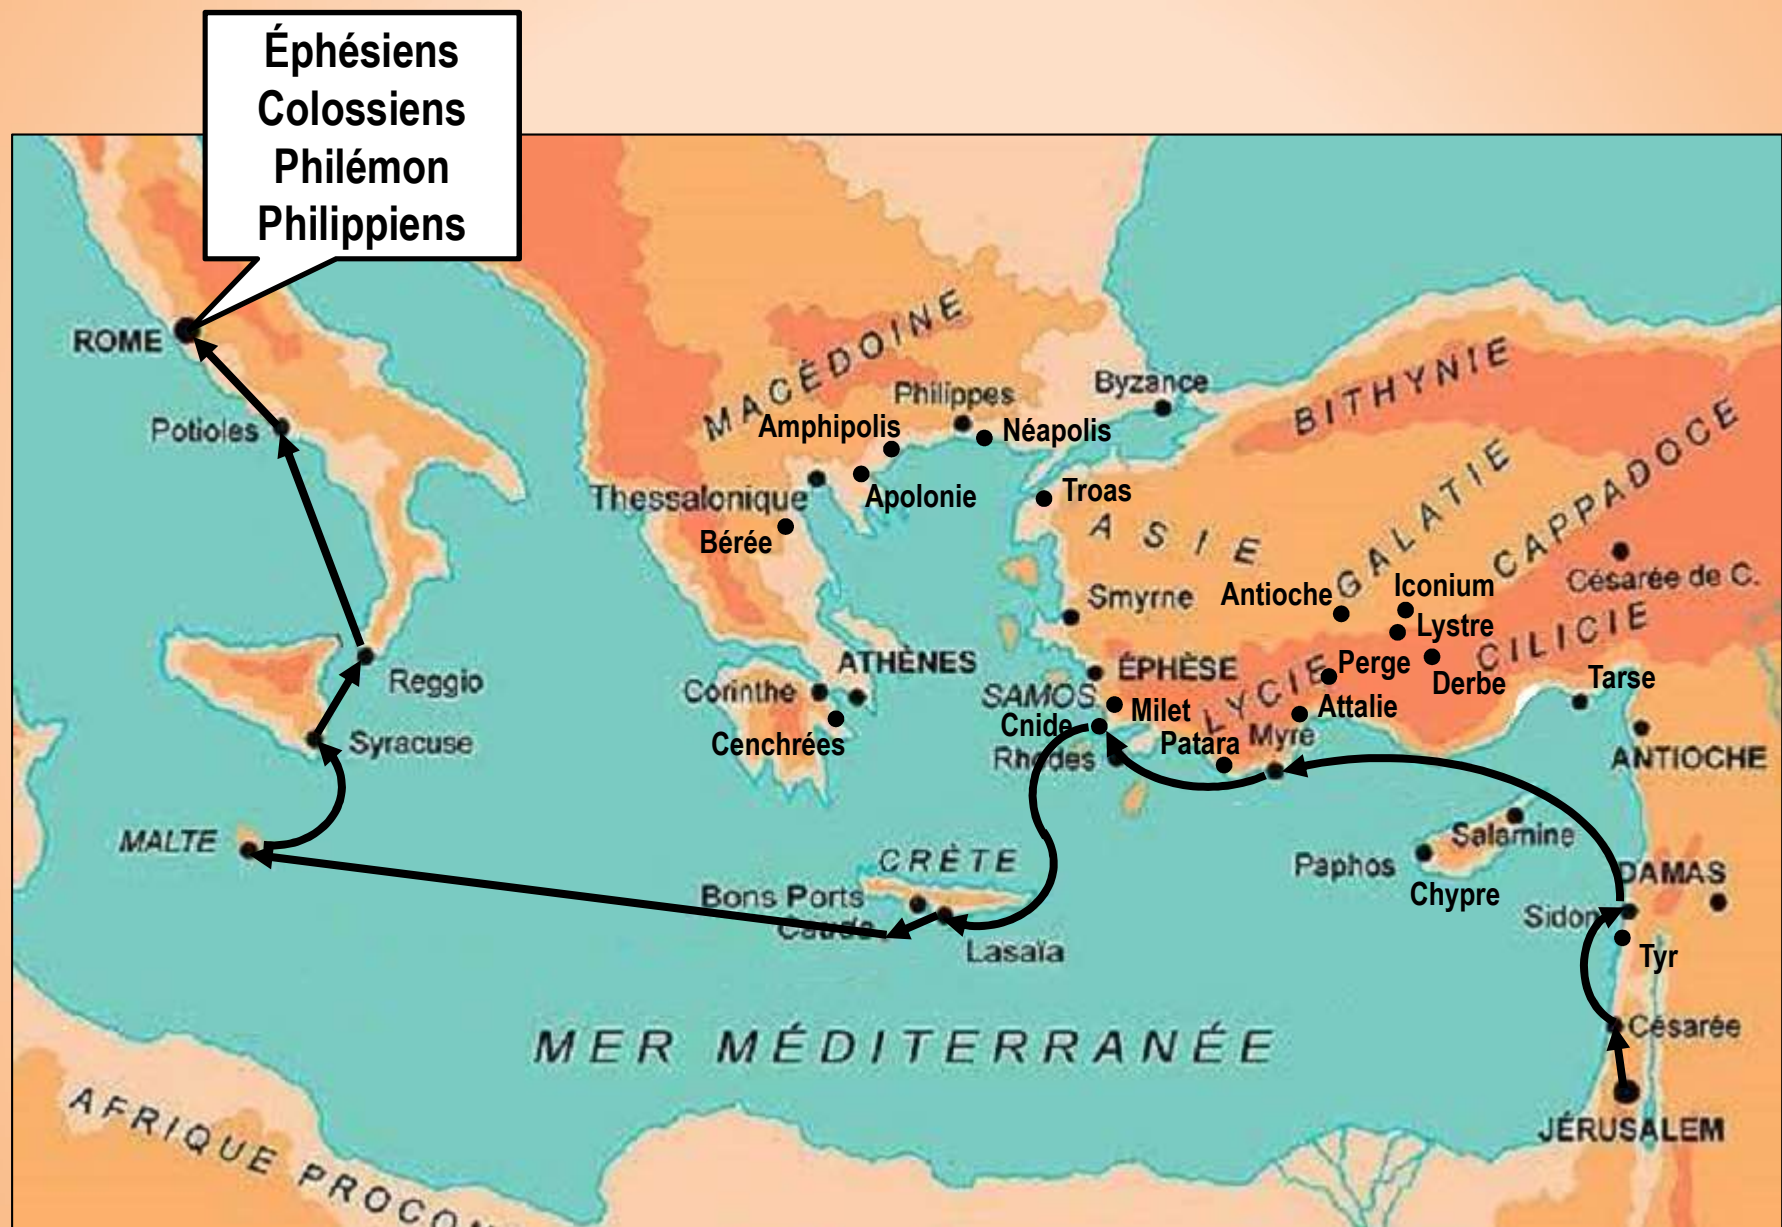 Éphésiens
Colossiens
Philémon
Philippiens
ROME
MACÉDOINE
BITHYNIE
Byzance
Philippes
Potioles
Amphipolis
Néapolis
CAPPADOCE
GALATIE
Thessalonique
Apolonie
Troas
ASIE
Bérée
Césarée de C.
Iconium
Antioche
Smyrne
Lystre
CILICIE
ATHÈNES
ÉPHÈSE
Perge
Derbe
Tarse
Reggio
Corinthe
SAMOS
LYCIE
Milet
Attalie
Cnide
Syracuse
Cenchrées
Patara
Myre
Rhodes
ANTIOCHE
MALTE
Salamine
CRÈTE
Paphos
DAMAS
Bons Ports
Chypre
Sidon
Cauda
Lasaïa
Tyr
Césarée
MER MÉDITERRANÉE
JÉRUSALEM
AFRIQUE